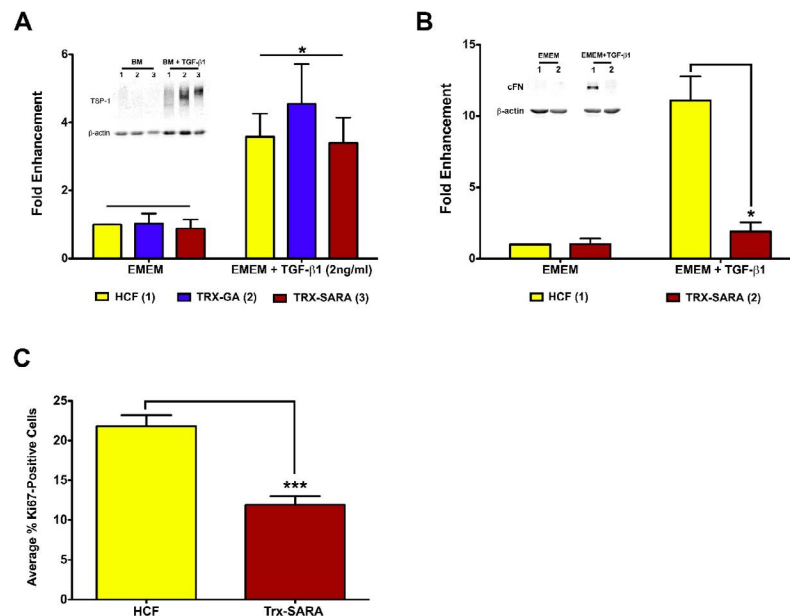 A
Fold Enhancement
6
4
2
0
BM BM + TGF-β1
1 2 3 1 2 3
TSP-1
β-actin
*
EMEM EMEM + TGF-β1 (2ng/ml)
HCF (1) TRX-GA (2) TRX-SARA (3)
B
Fold Enhancement
15
10
5
0
EMEM EMEM+TGF-β1
1 2 1 2
cFN
β-actin
*
EMEM EMEM + TGF-β1
HCF (1) TRX-SARA (2)
C
Average % Ki67-Positive Cells
25
20
15
10
5
0
***
HCF Trx-SARA